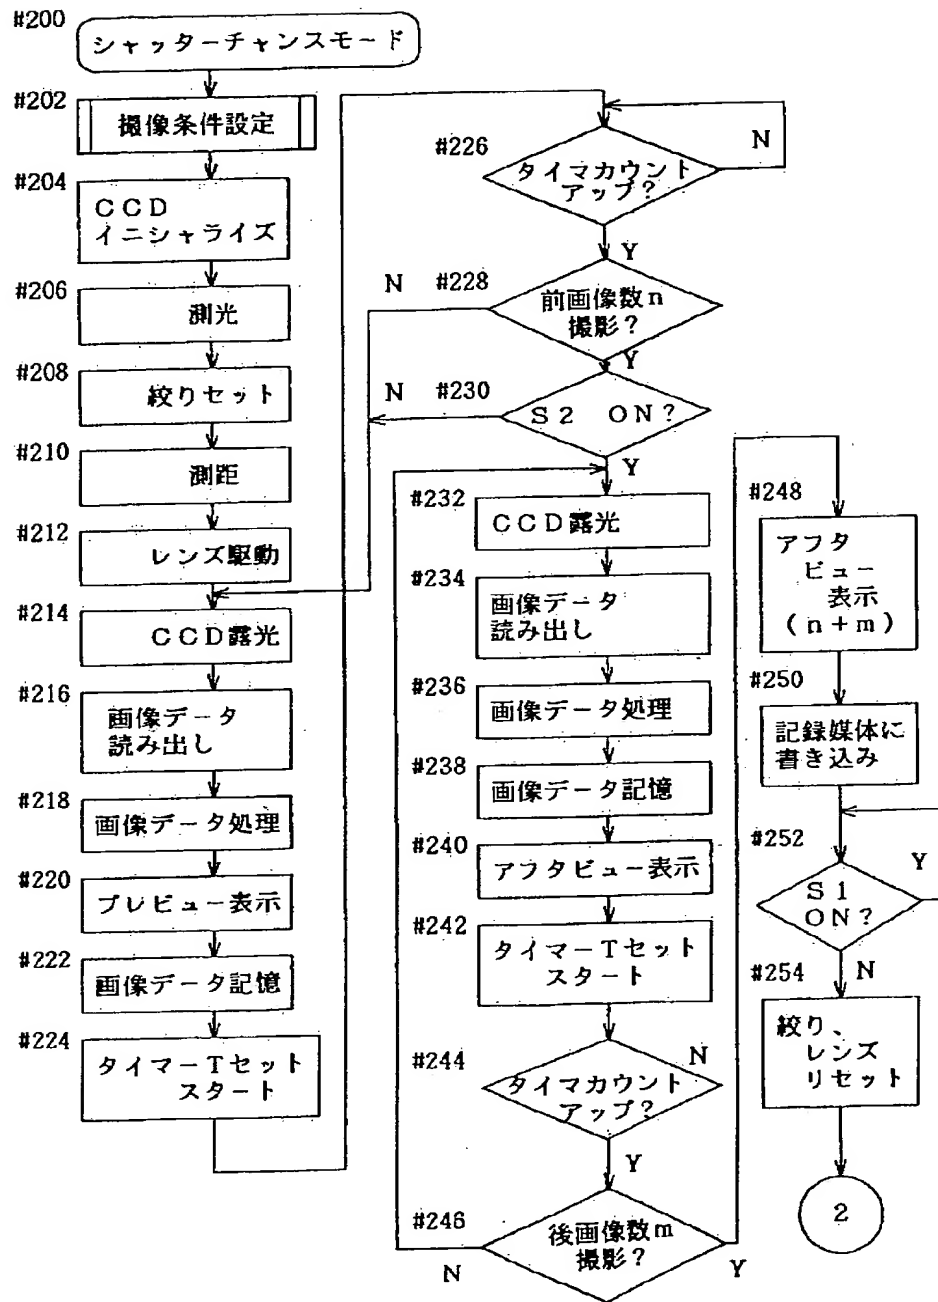 #200
シャッターチャンスモード
#202
撮像条件設定
#204
CCD
イニシャライズ
#206
測光
#208
絞りセット
#210
測距
#212
レンズ駆動
#214
CCD露光
#216
画像データ
読み出し
#218
画像データ処理
#220
プレビュー表示
#222
画像データ記憶
#224
タイマーTセット
スタート
#226
タイマカウント
アップ?
N
Y
#228
前画像数n
撮影?
N
Y
#230
S2 ON?
N
Y
#232
CCD露光
#234
画像データ
読み出し
#236
画像データ処理
#238
画像データ記憶
#240
アフタビュー表示
#242
タイマーTセット
スタート
#244
タイマカウント
アップ?
N
Y
#246
後画像数m
撮影?
N
Y
#248
アフタ
ビュー
表示
(n+m)
#250
記録媒体に
書き込み
#252
S1
ON?
Y
N
#254
絞り、
レンズ
リセット
2